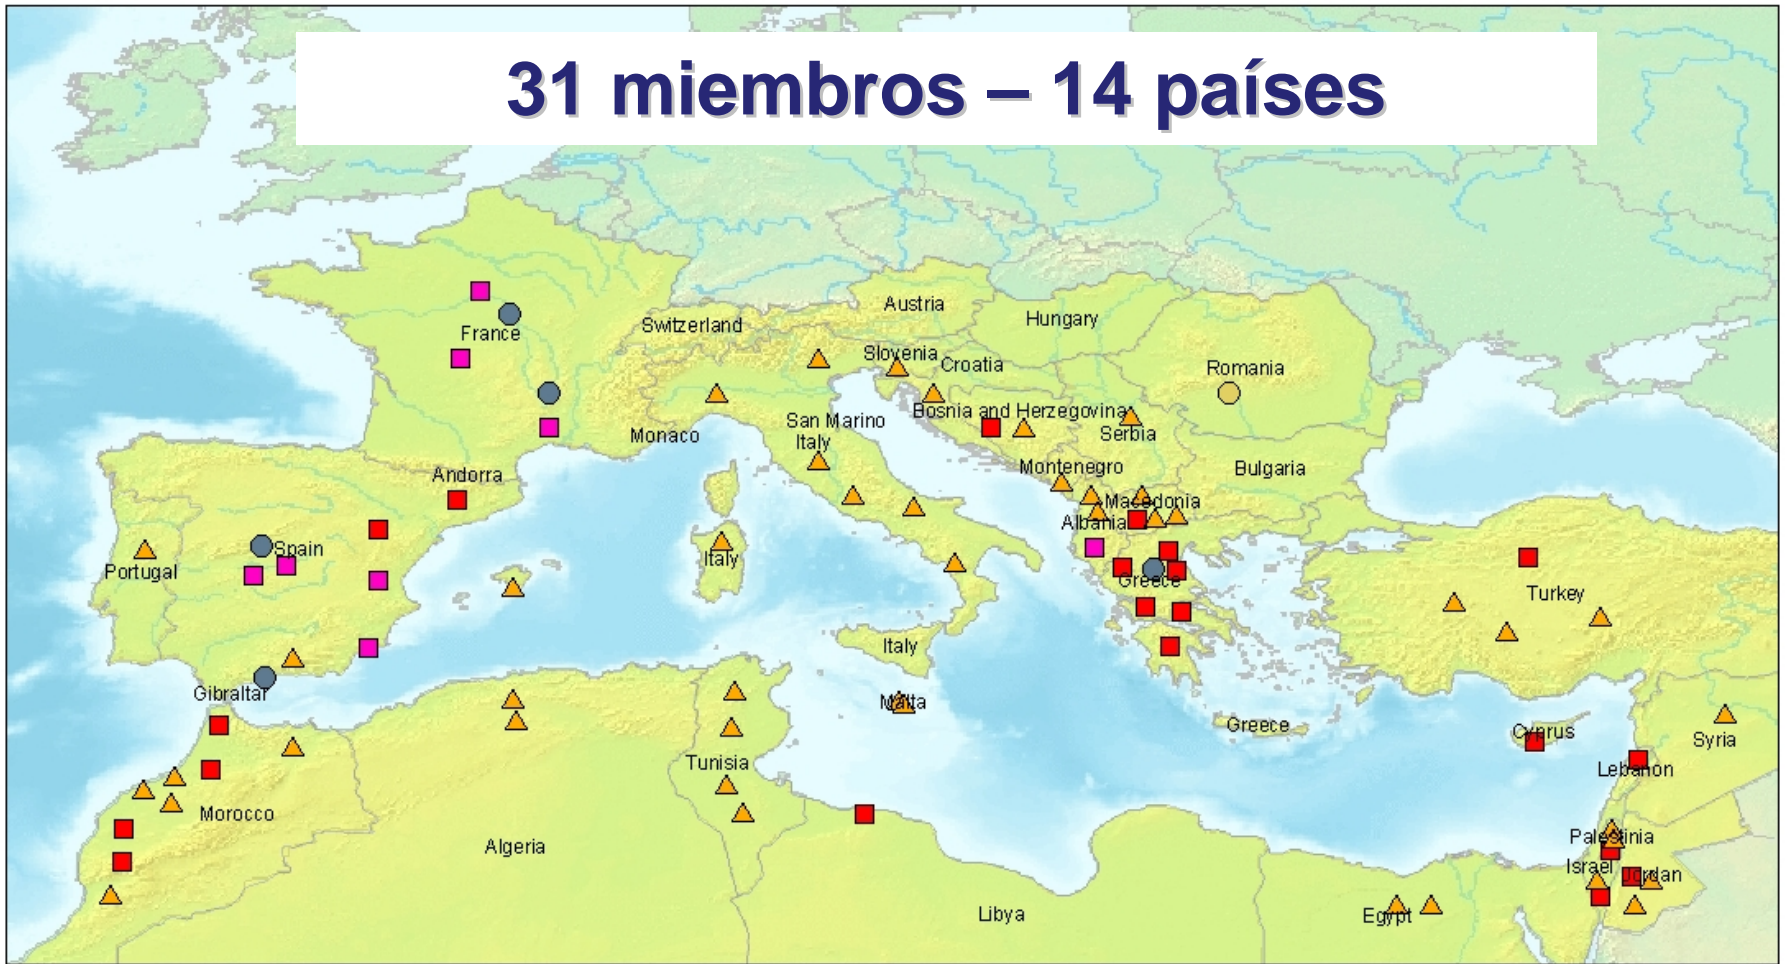 31 miembros – 14 países
Austria
Hungary
Switzerland
France
Slovenia
Croatia
Romania
Bosnia and Herzegovina
San Marino
Monaco
Italy
Serbia
Andorra
Montenegro
Bulgaria
Macedonia
Albania
Spain
Portugal
Italy
Greece
Turkey
Italy
Gibraltar
Malta
Greece
Cyprus
Syria
Tunisia
Lebanon
Morocco
Algeria
Palestinia
Israel
Jordan
Libya
Egypt